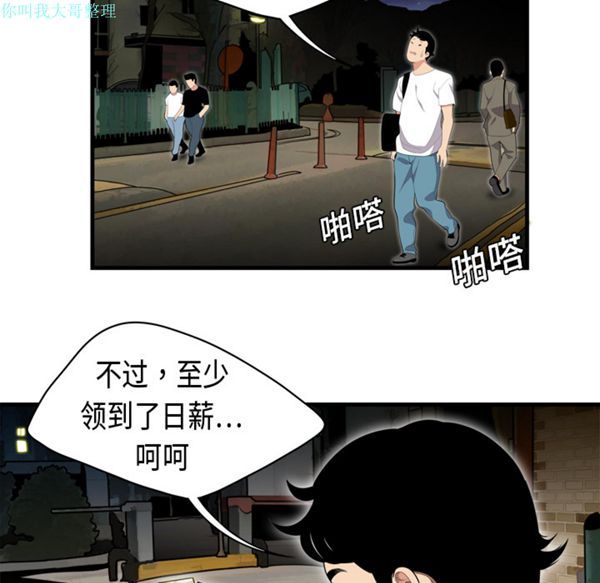 你叫我大哥整理
啪嗒
啪嗒
不过，至少
领到了日薪...
呵呵